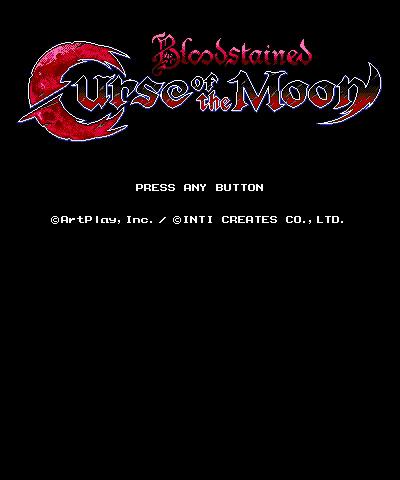 Bloodstained
Curse of the Moon
PRESS ANY BUTTON
©ArtPlay, Inc. / ©INTI CREATES CO., LTD.